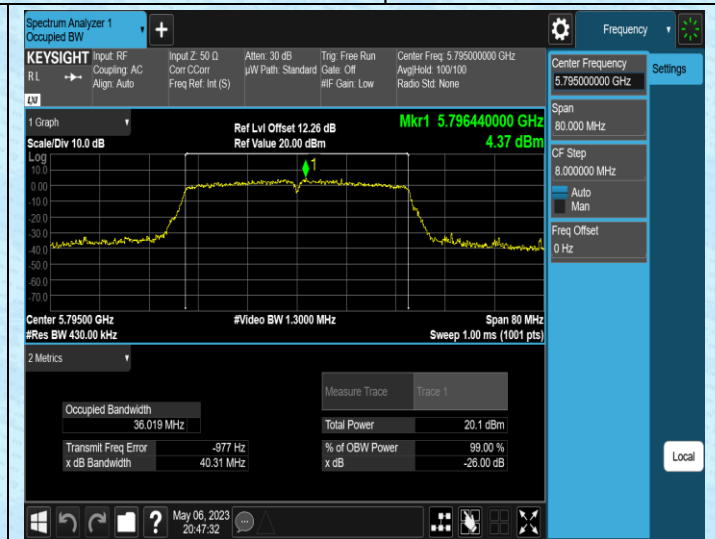 Spectrum Analyzer 1
Occupied BW
Frequency
KEYSIGHT
R L
LXI
Input: RF
Coupling: AC
Align: Auto
Input Z: 50 Ω
Corr CCorr
Freq Ref: Int (S)
Atten: 30 dB
µW Path: Standard
Trig: Free Run
Gate: Off
#IF Gain: Low
Center Freq: 5.795000000 GHz
Avg|Hold: 100/100
Radio Std: None
Center Frequency
5.795000000 GHz
Settings
Span
80.000 MHz
CF Step
8.000000 MHz
Auto
Man
Freq Offset
0 Hz
Local
1 Graph
Scale/Div 10.0 dB
Ref Lvl Offset 12.26 dB
Ref Value 20.00 dBm
Mkr1 5.796440000 GHz
4.37 dBm
Log
10.0
0.00
-10.0
-20.0
-30.0
-40.0
-50.0
-60.0
-70.0
1
Center 5.79500 GHz
#Video BW 1.3000 MHz
Span 80 MHz
#Res BW 430.00 kHz
Sweep 1.00 ms (1001 pts)
2 Metrics
Measure Trace
Trace 1
Occupied Bandwidth
36.019 MHz
Total Power
20.1 dBm
Transmit Freq Error
-977 Hz
% of OBW Power
99.00 %
x dB Bandwidth
40.31 MHz
x dB
-26.00 dB
?
May 06, 2023
20:47:32